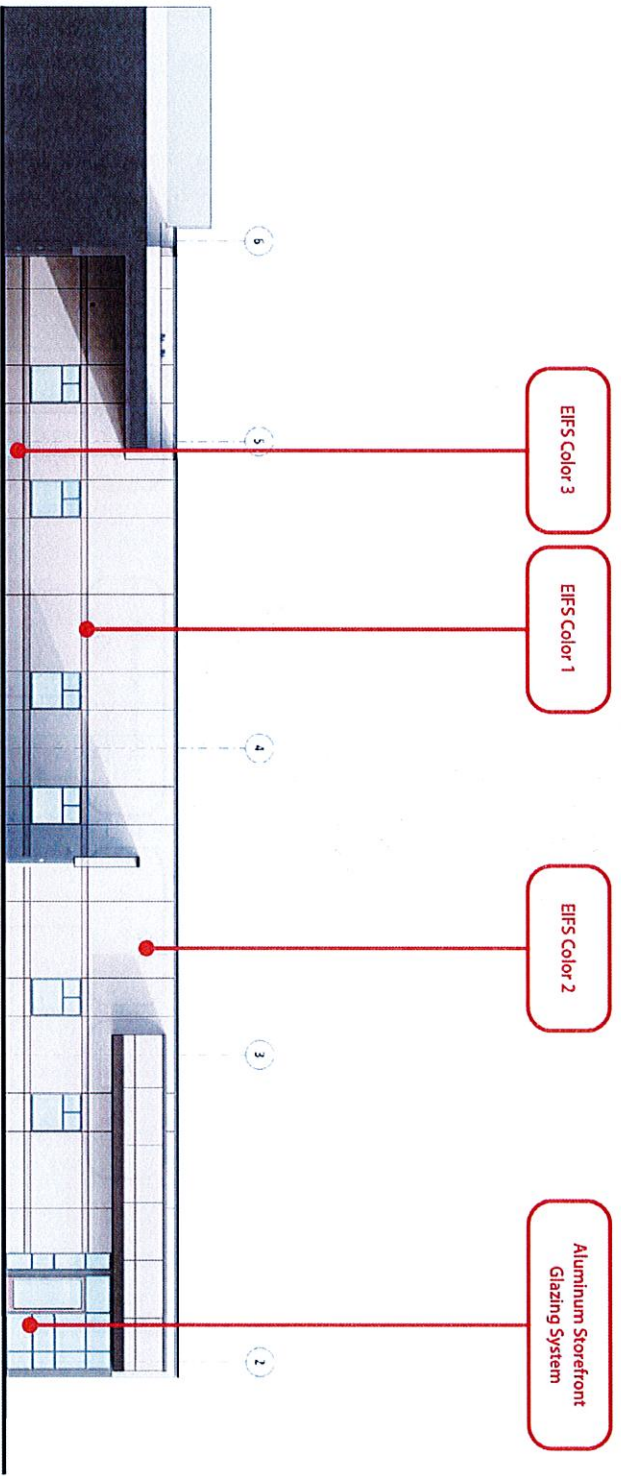 EIFS Color 3
EIFS Color 1
EIFS Color 2
Aluminum Storefront
Glazing System
6
5
4
3
2